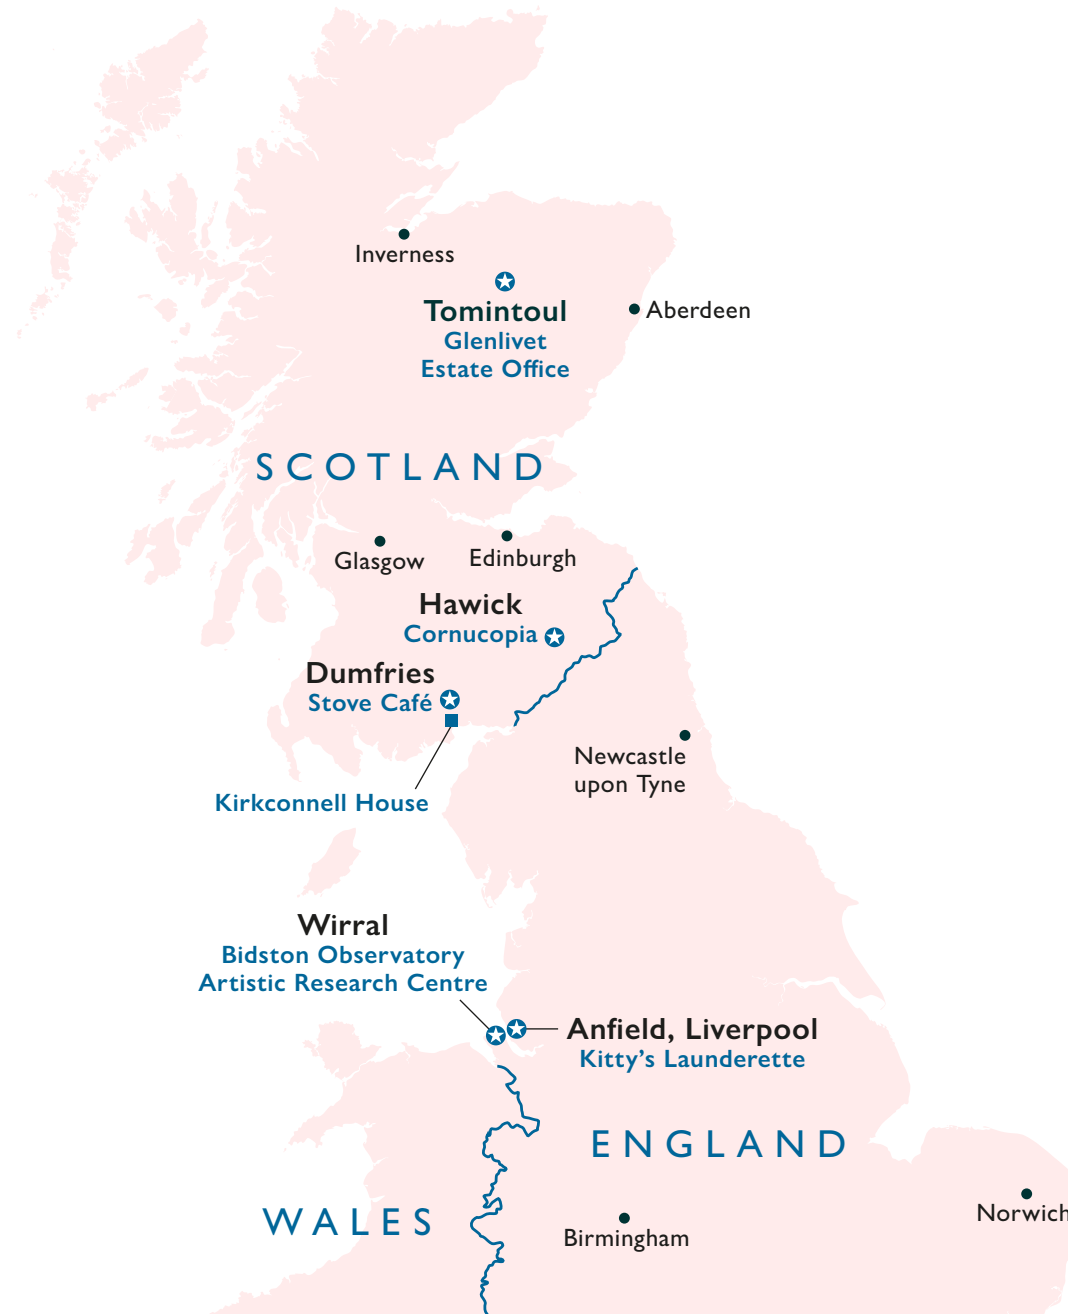 Inverness
Tomintoul
Glenlivet
Estate Office
Aberdeen
SCOTLAND
Glasgow
Edinburgh
Hawick
Cornucopia
Dumfries
Stove Café
Newcastle
upon Tyne
Kirkconnell House
Wirral
Bidston Observatory
Artistic Research Centre
Anfield, Liverpool
Kitty’s Launderette
ENGLAND
WALES
Birmingham
Norwich